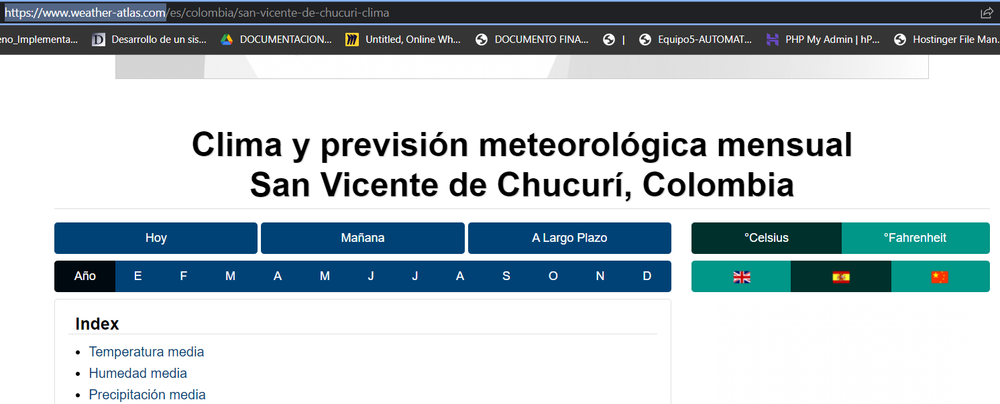 https://www.weather-atlas.com/es/colombia/san-vicente-de-chucuri-clima
eno_Implementa... Desarrollo de un sis... DOCUMENTACION... Untitled, Online Wh... DOCUMENTO FINA... | Equipo5-AUTOMAT... PHP My Admin | hP... Hostinger File Man...
Clima y previsión meteorológica mensual
San Vicente de Chucurí, Colombia
Hoy Mañana A Largo Plazo °Celsius °Fahrenheit
Año E F M A M J J A S O N D
Index
Temperatura media
Humedad media
Precipitación media